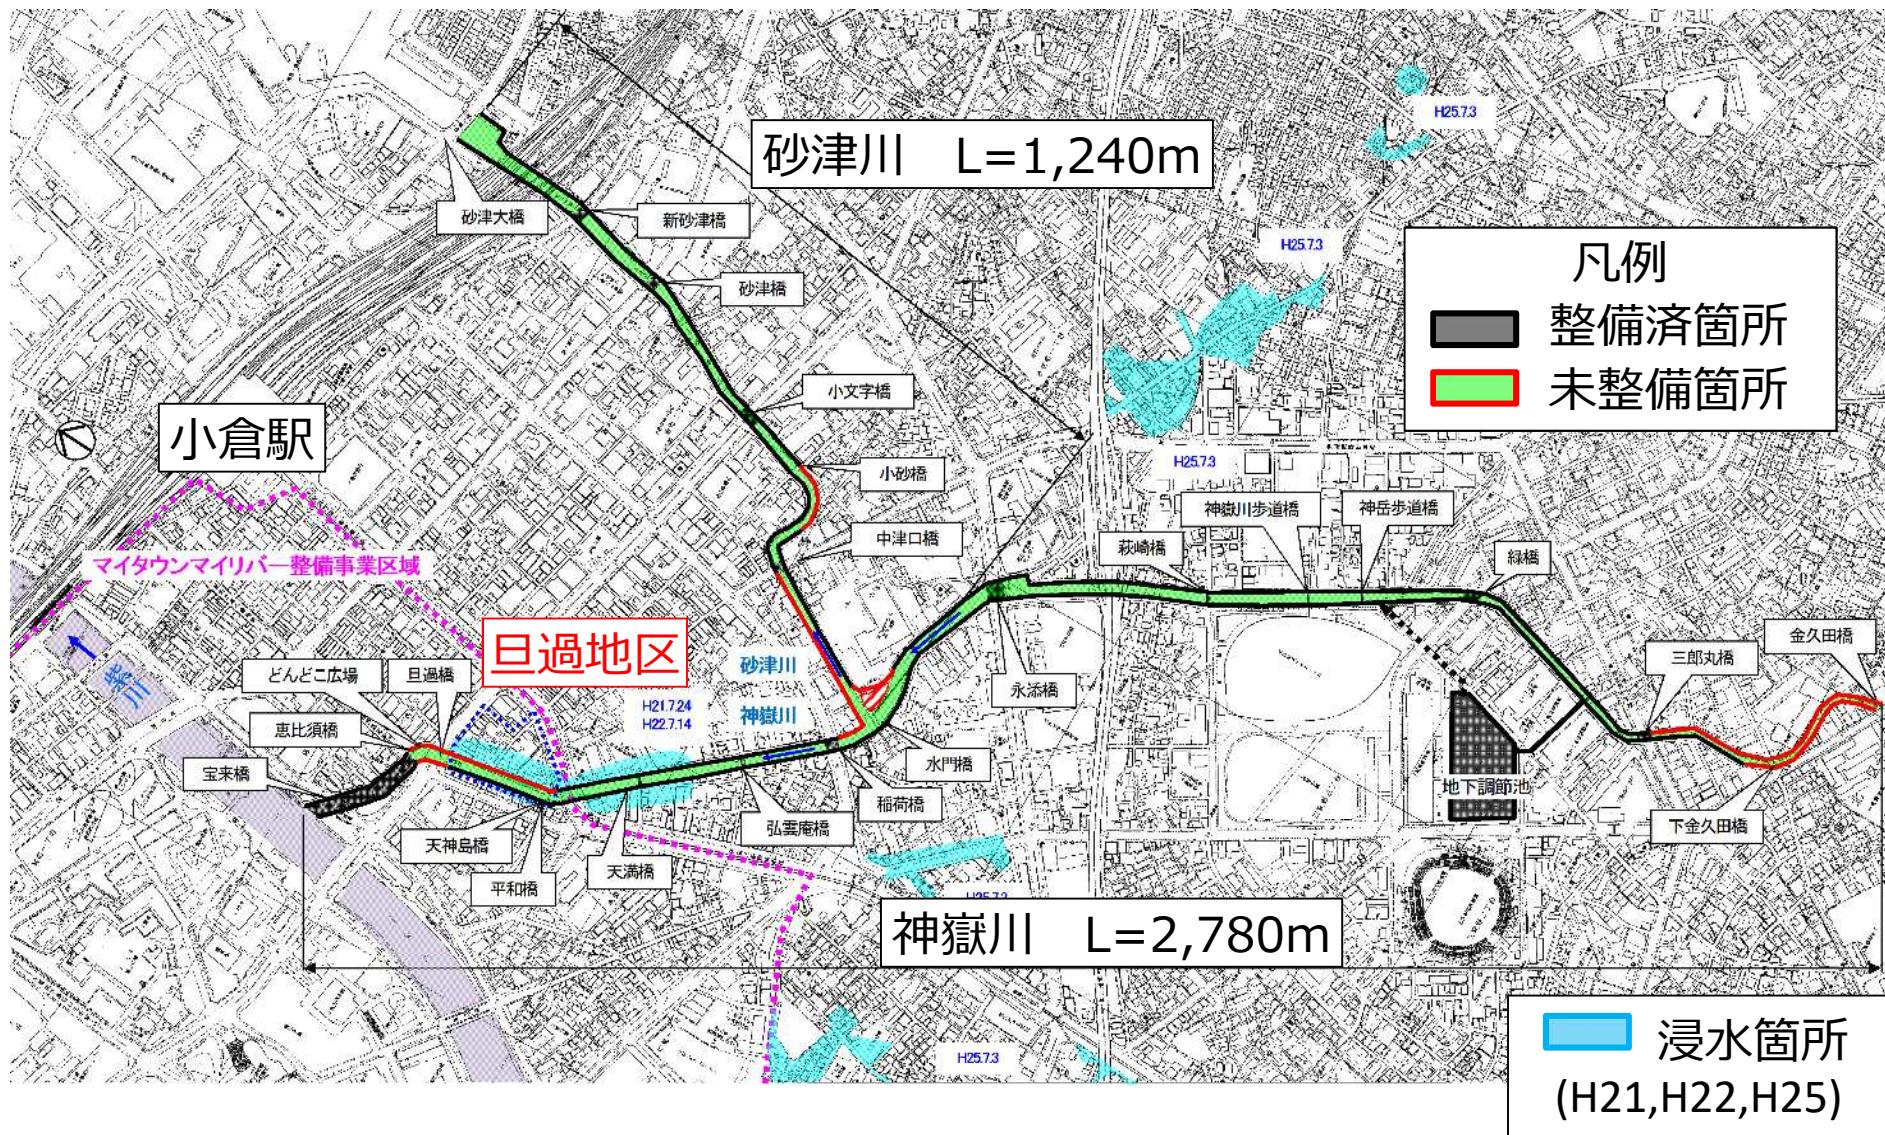 砂津川　L=1,240m
H25.7.3
砂津大橋
新砂津橋
砂津橋
H25.7.3
凡例
整備済箇所
未整備箇所
小文字橋
小倉駅
小砂橋
H25.7.3
神嶽川歩道橋
神岳歩道橋
中津口橋
萩崎橋
緑橋
マイタウンマイリバー整備事業区域
金久田橋
三郎丸橋
旦過地区
砂津川
どんどこ広場
旦過橋
永添橋
紫川
H21.7.24
H22.7.14
神嶽川
恵比須橋
水門橋
宝来橋
地下調節池
稲荷橋
弘雲庵橋
下金久田橋
天神島橋
天満橋
平和橋
神嶽川　L=2,780m
H25.7.3
浸水箇所
(H21,H22,H25)